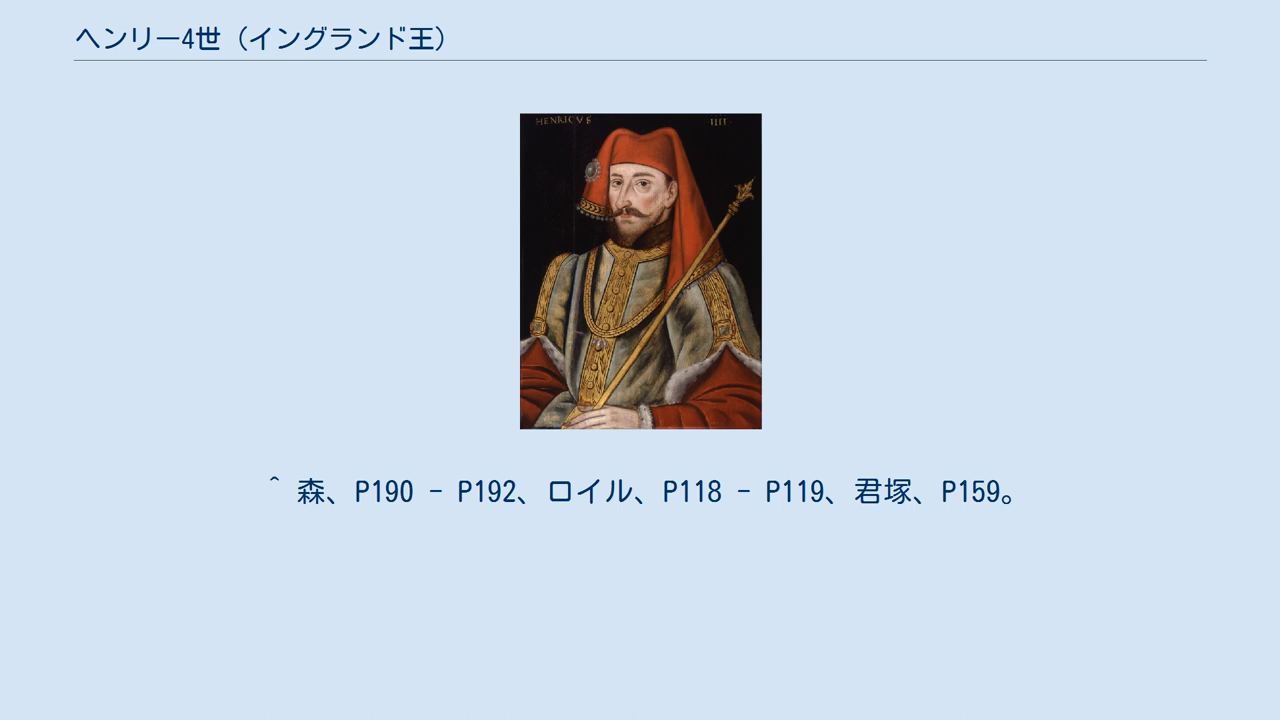 ヘンリー4世（イングランド王）
HENRICVS IIII
^ 森、P190 - P192、ロイル、P118 - P119、君塚、P159。